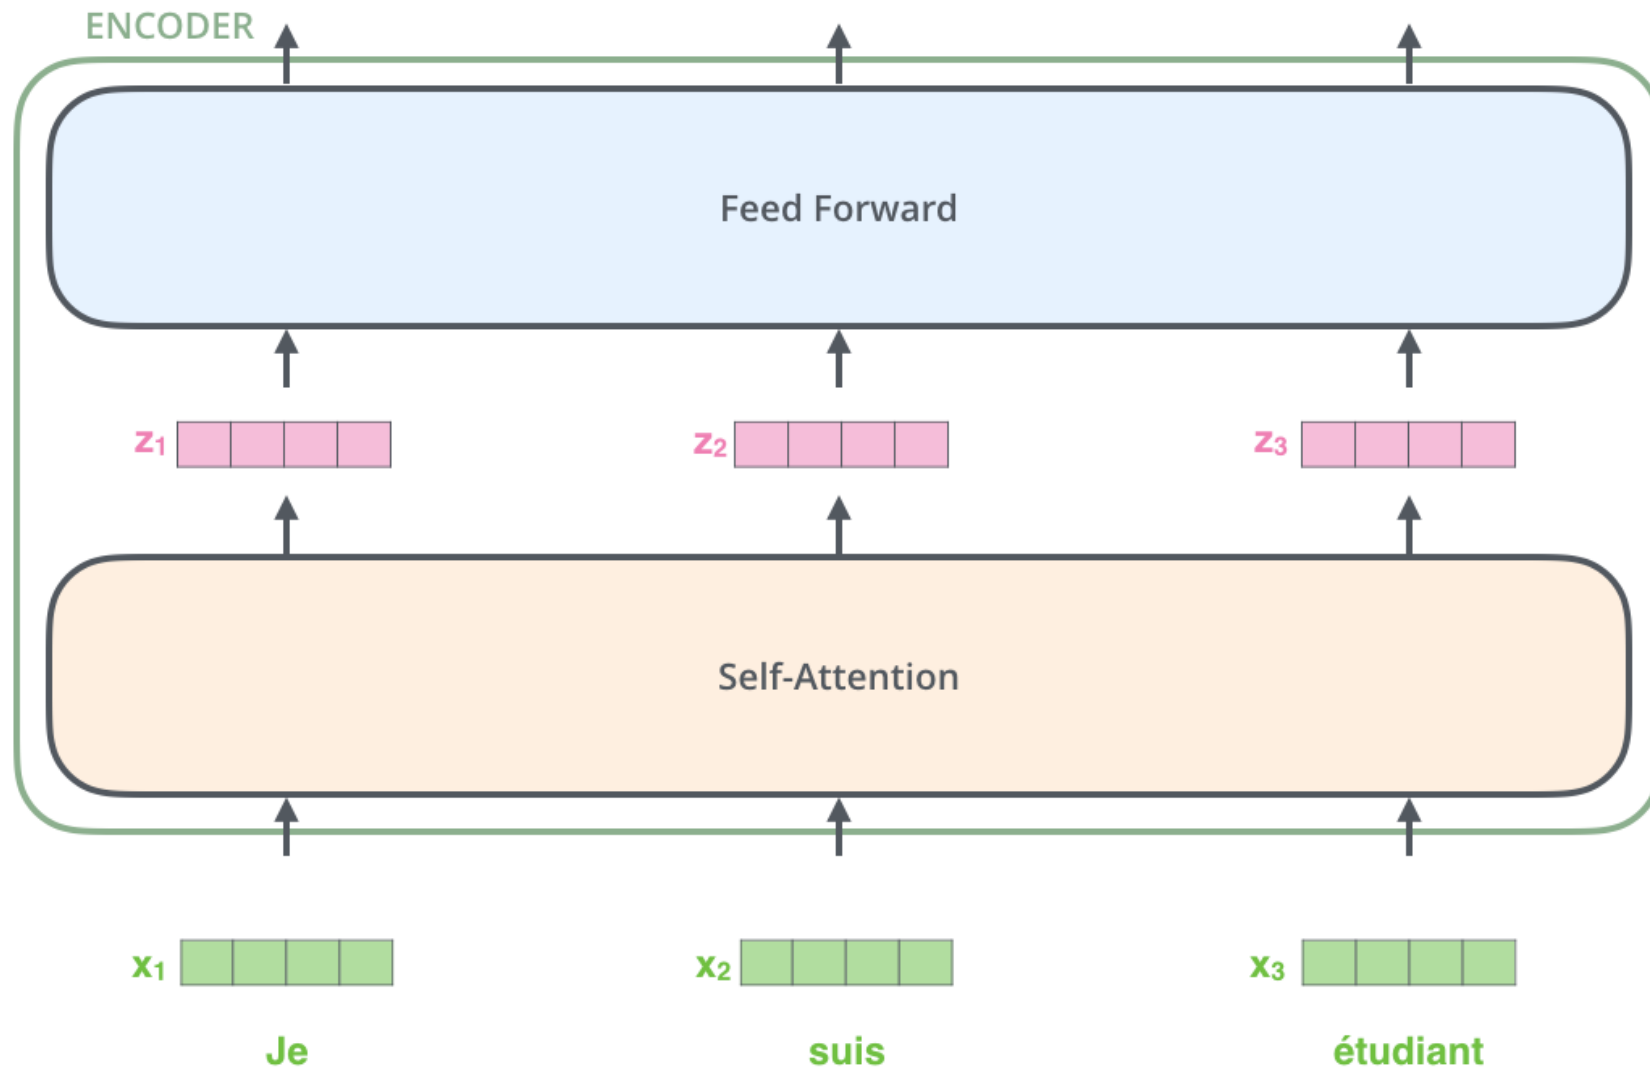 ENCODER
Feed Forward
z₁ z₂ z₃
Self-Attention
x₁ x₂ x₃
Je suis étudiant